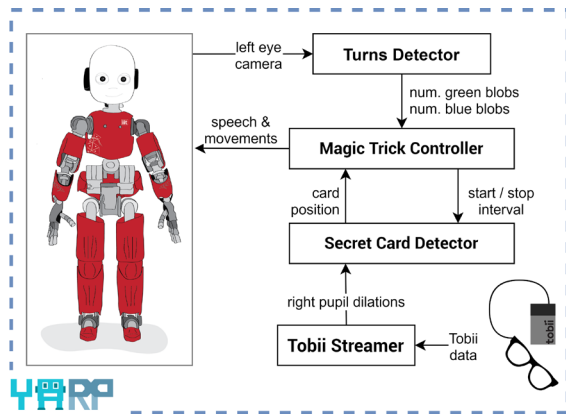 left eye
camera
Turns Detector
num. green blobs
num. blue blobs
speech &
movements
Magic Trick Controller
card
position
start / stop
interval
Secret Card Detector
right pupil dilations
tobii
Tobii Streamer
Tobii
data
YARP